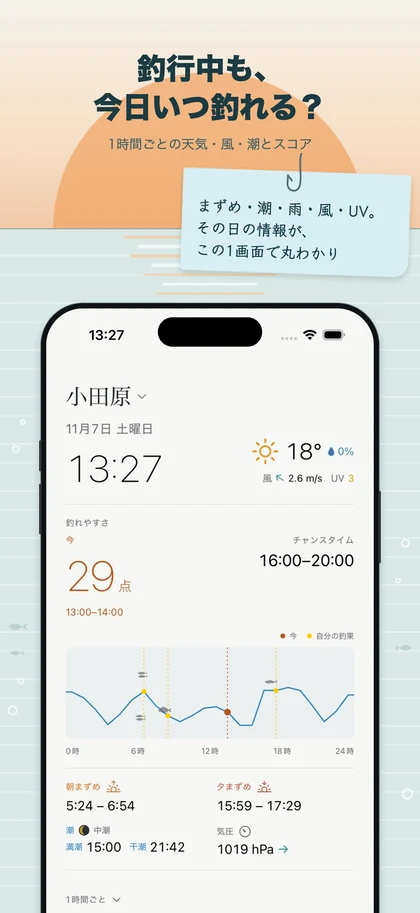 釣行中も、
今日いつ釣れる？
1時間ごとの天気・風・潮とスコア
まずめ・潮・雨・風・UV。
その日の情報が、
この1画面で丸わかり
13:27
小田原
11月7日 土曜日
13:27
18° 0%
風 2.6 m/s UV 3
釣れやすさ
今
29点
13:00–14:00
チャンスタイム
16:00–20:00
今 自分の釣果
0時 6時 12時 18時 24時
朝まずめ
5:24 – 6:54
夕まずめ
15:59 – 17:29
潮 中潮
満潮 15:00 干潮 21:42
気圧
1019 hPa →
1時間ごと